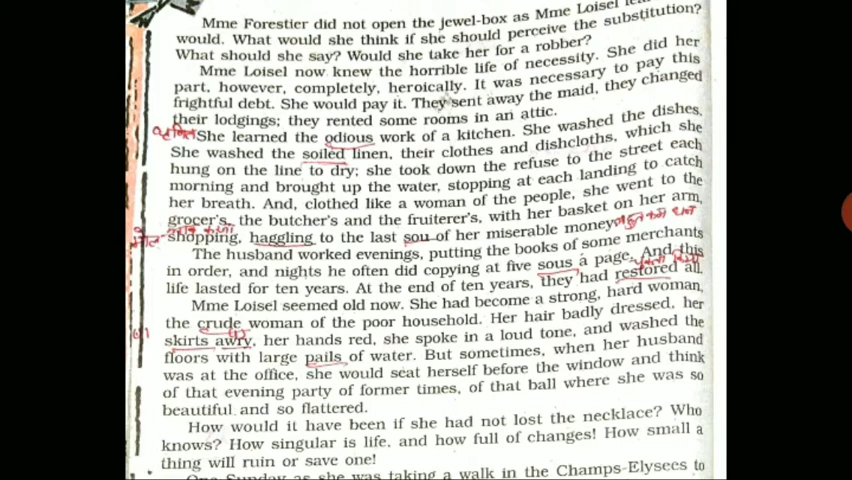 Mme Forestier did not open the jewel-box as Mme Loisel
would. What would she think if she should perceive the substitution?
What should she say? Would she take her for a robber?
Mme Loisel now knew the horrible life of necessity. She did her
part, however, completely, heroically. It was necessary to pay this
frightful debt. She would pay it. They sent away the maid, they changed
their lodgings; they rented some rooms in an attic.
She learned the odious work of a kitchen. She washed the dishes,
She washed the soiled linen, their clothes and dishcloths, which she
hung on the line to dry; she took down the refuse to the street each
morning and brought up the water, stopping at each landing to catch
her breath. And, clothed like a woman of the people, she went to the
grocer's, the butcher's and the fruiterer's, with her basket on her arm,
shopping, haggling to the last sou of her miserable money
The husband worked evenings, putting the books of some merchants
in order, and nights he often did copying at five sous a page. And this
life lasted for ten years. At the end of ten years, they had restored all.
Mme Loisel seemed old now. She had become a strong, hard woman,
the crude woman of the poor household. Her hair badly dressed, her
skirts awry, her hands red, she spoke in a loud tone, and washed the
floors with large pails of water. But sometimes, when her husband
was at the office, she would seat herself before the window and think
of that evening party of former times, of that ball where she was so
beautiful and so flattered.
How would it have been if she had not lost the necklace? Who
knows? How singular is life, and how full of changes! How small a
thing will ruin or save one!
One Sunday as she was taking a walk in the Champs-Elysees to